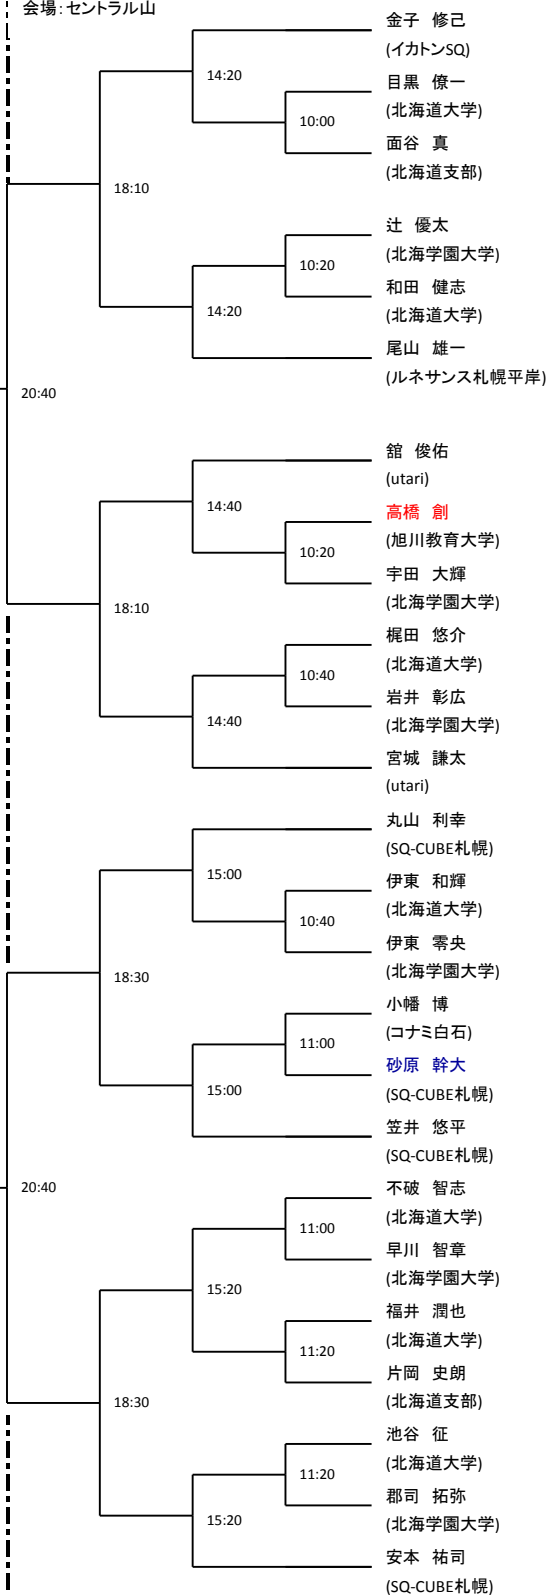 会場:セントラル山
金子 修己
(イカトンSQ)
14:20
目黒 僚一
(北海道大学)
10:00
面谷 真
(北海道支部)
18:10
辻 優太
(北海学園大学)
10:20
和田 健志
(北海道大学)
14:20
尾山 雄一
(ルネサンス札幌平岸)
20:40
舘 俊佑
(utari)
14:40
高橋 創
(旭川教育大学)
10:20
宇田 大輝
(北海学園大学)
18:10
梶田 悠介
(北海道大学)
10:40
岩井 彰広
(北海学園大学)
14:40
宮城 謙太
(utari)
丸山 利幸
(SQ-CUBE札幌)
15:00
伊東 和輝
(北海道大学)
10:40
伊東 零央
(北海学園大学)
18:30
小幡 博
(コナミ白石)
11:00
砂原 幹大
(SQ-CUBE札幌)
15:00
笠井 悠平
(SQ-CUBE札幌)
20:40
不破 智志
(北海道大学)
11:00
早川 智章
(北海学園大学)
15:20
福井 潤也
(北海道大学)
11:20
片岡 史朗
(北海道支部)
18:30
池谷 征
(北海道大学)
11:20
郡司 拓弥
(北海学園大学)
15:20
安本 祐司
(SQ-CUBE札幌)